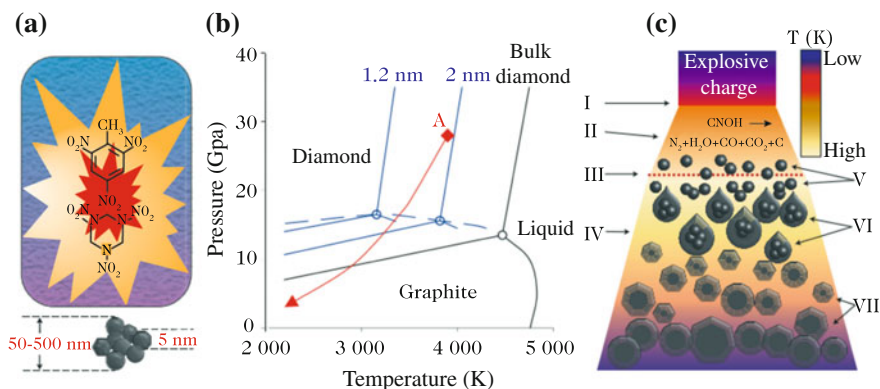 (a)
CH₃
O₂N
NO₂
NO₂
O₂N
N
N
NO₂
N
NO₂
50-500 nm
5 nm
(b)
Pressure (Gpa)
40
30
20
10
0
2 000
3 000
4 000
5 000
Temperature (K)
1.2 nm
2 nm
Bulk
diamond
A
Diamond
Liquid
Graphite
(c)
T (K)
Low
High
Explosive
charge
CNOH
N₂+H₂O+CO+CO₂+C
I
II
III
IV
V
VI
VII